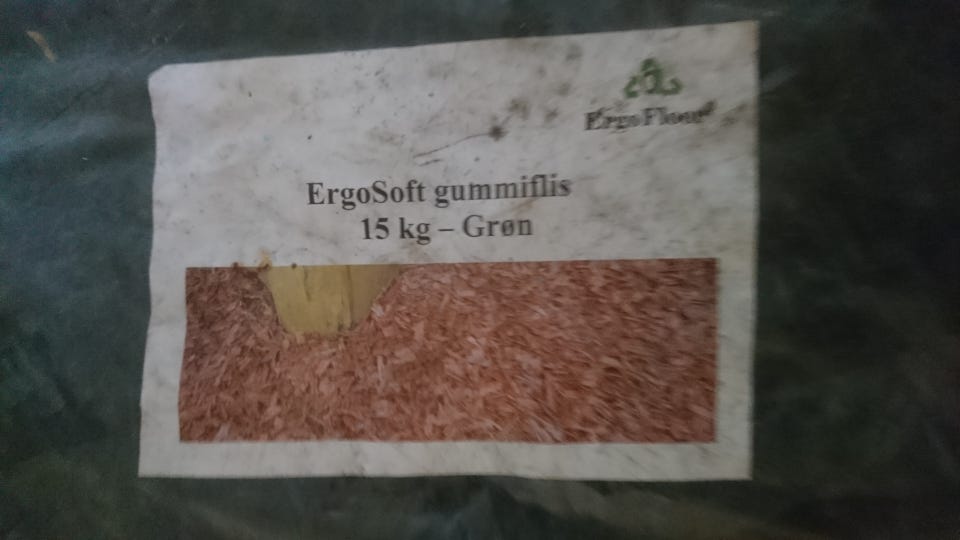 ErgoFloor
ErgoSoft gummiflis
15 kg – Grøn